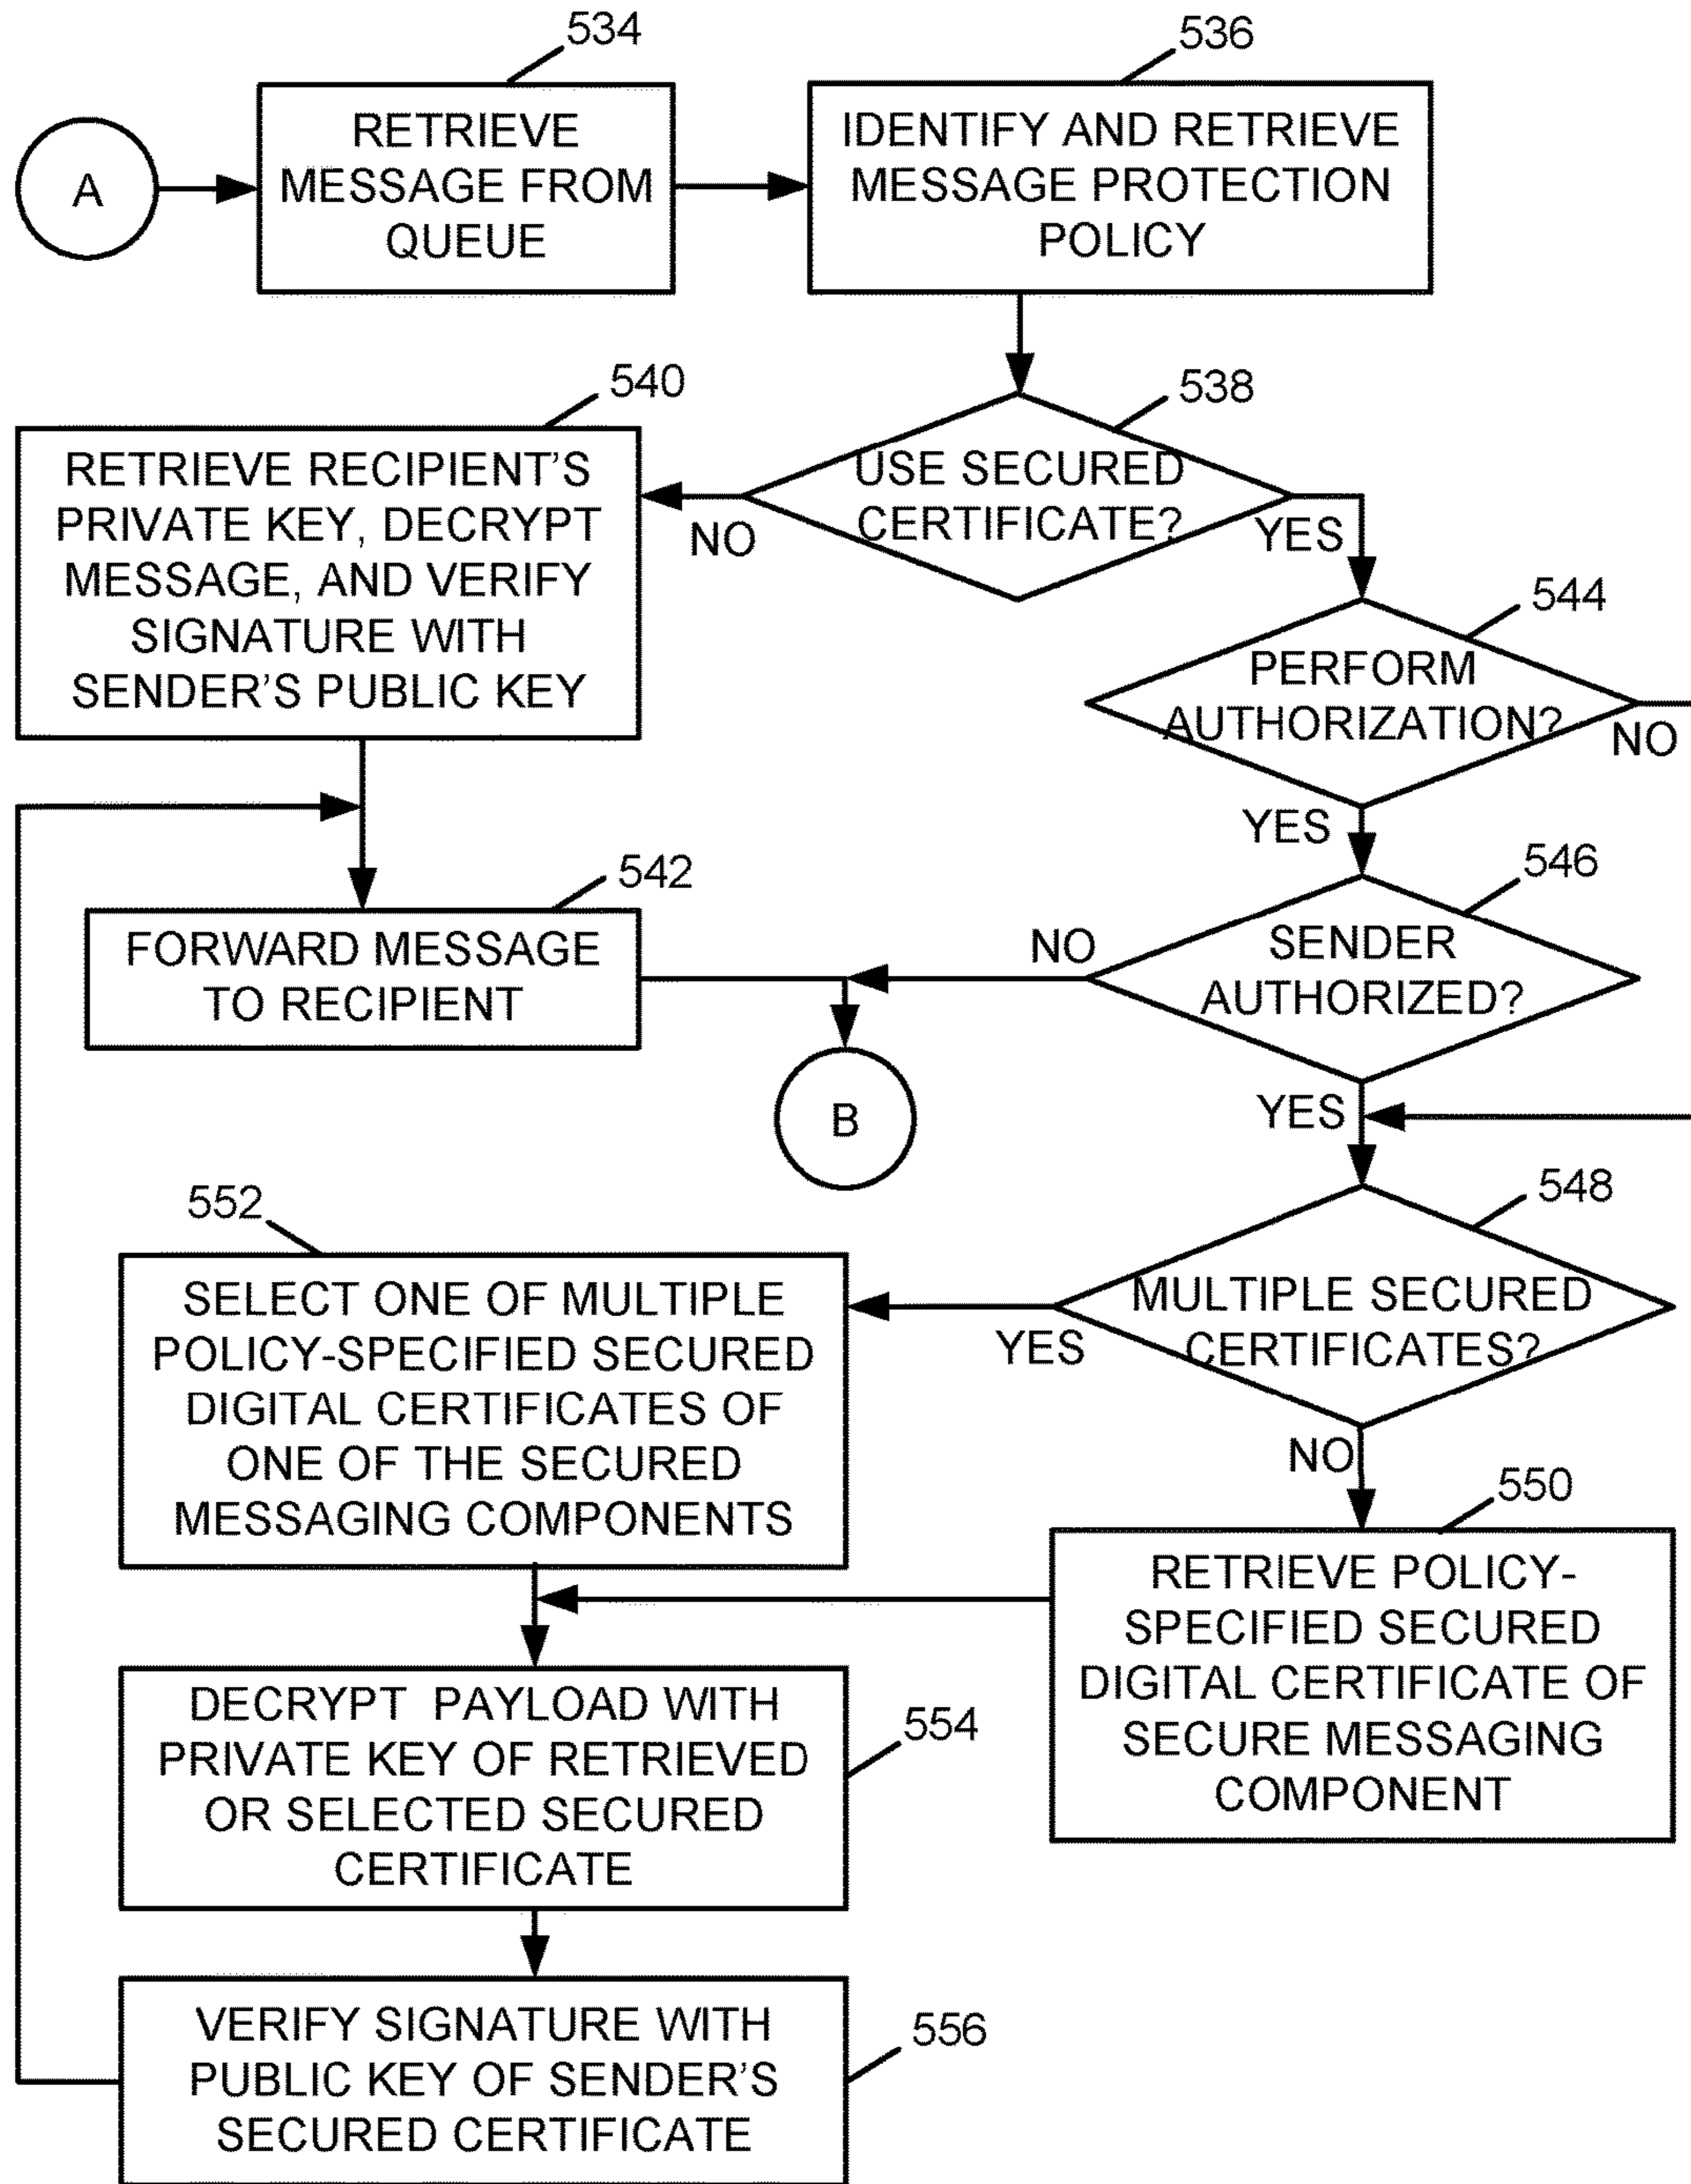 534
536
A
RETRIEVE
MESSAGE FROM
QUEUE
IDENTIFY AND RETRIEVE
MESSAGE PROTECTION
POLICY
540
538
RETRIEVE RECIPIENT'S
PRIVATE KEY, DECRYPT
MESSAGE, AND VERIFY
SIGNATURE WITH
SENDER'S PUBLIC KEY
USE SECURED
CERTIFICATE?
NO
YES
544
PERFORM
AUTHORIZATION?
NO
YES
542
546
FORWARD MESSAGE
TO RECIPIENT
NO
SENDER
AUTHORIZED?
B
YES
552
548
SELECT ONE OF MULTIPLE
POLICY-SPECIFIED SECURED
DIGITAL CERTIFICATES OF
ONE OF THE SECURED
MESSAGING COMPONENTS
MULTIPLE SECURED
CERTIFICATES?
YES
NO
550
RETRIEVE POLICY-
SPECIFIED SECURED
DIGITAL CERTIFICATE OF
SECURE MESSAGING
COMPONENT
DECRYPT PAYLOAD WITH
PRIVATE KEY OF RETRIEVED
OR SELECTED SECURED
CERTIFICATE
554
VERIFY SIGNATURE WITH
PUBLIC KEY OF SENDER'S
SECURED CERTIFICATE
556